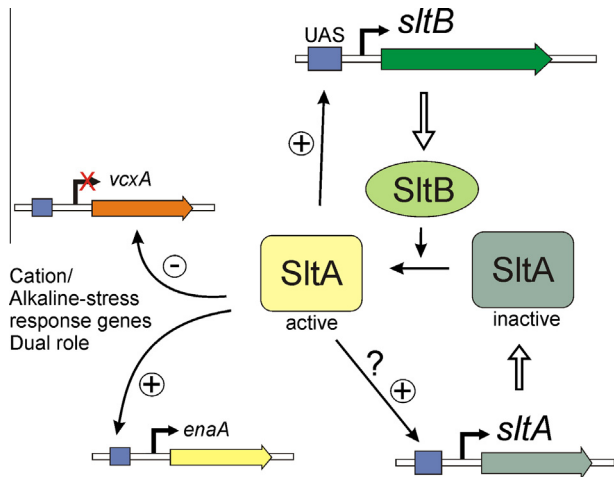 UAS
sltB
+
SltB
X
vcxA
-
Cation/
Alkaline-stress
response genes
Dual role
SltA
active
SltA
inactive
?
+
+
enaA
sltA